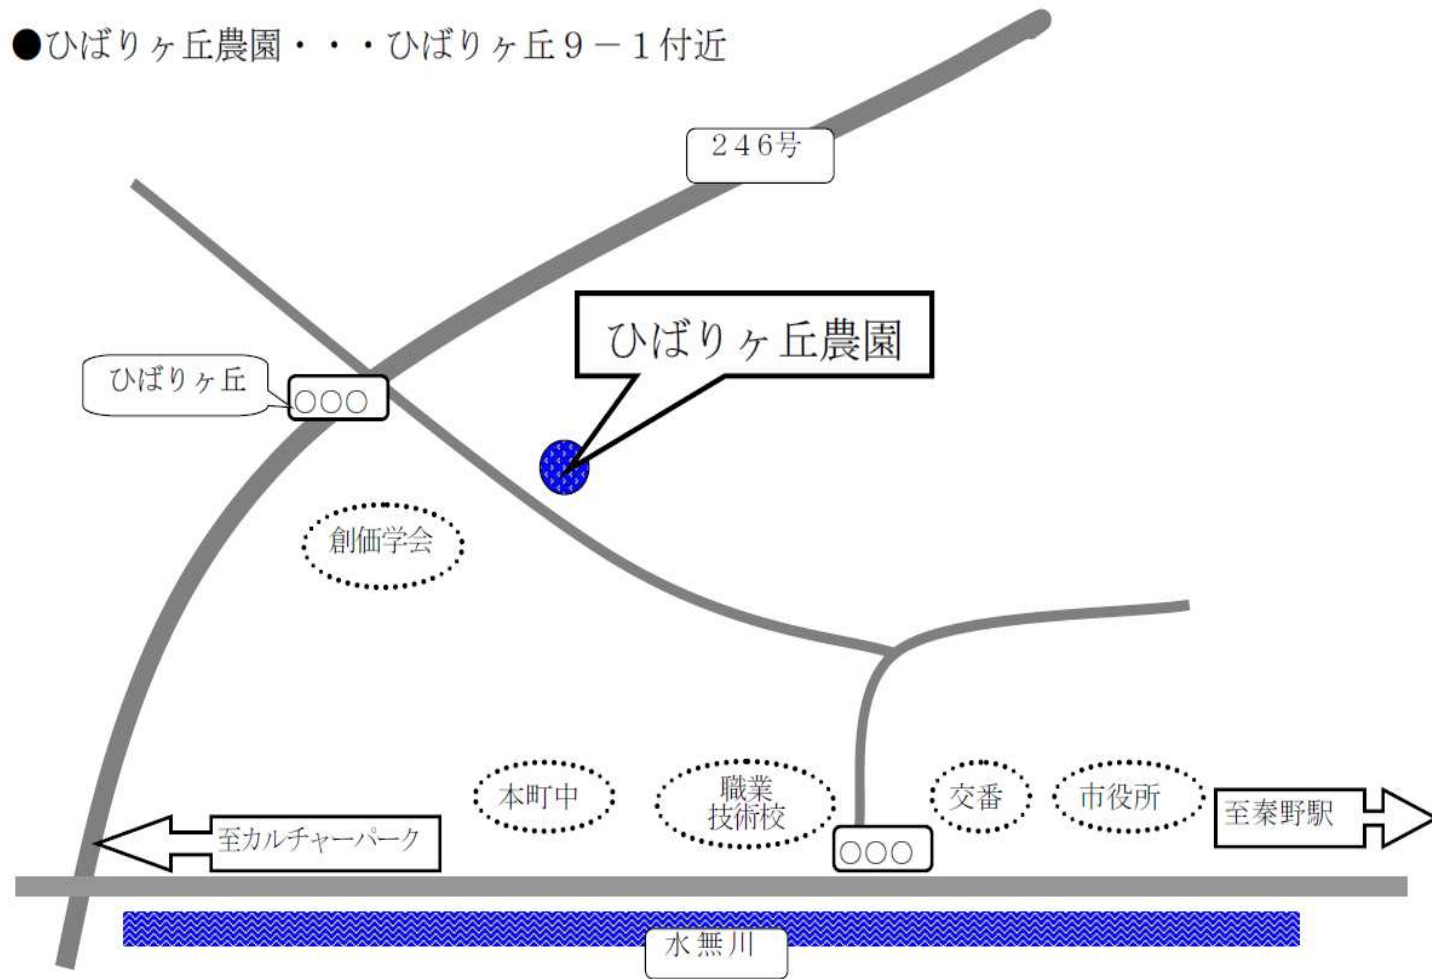 ●ひばりヶ丘農園・・・ひばりヶ丘９－１付近
２４６号
ひばりヶ丘農園
ひばりヶ丘
○○○
創価学会
本町中
職業
技術校
交番
市役所
至秦野駅
至カルチャーパーク
○○○
水無川